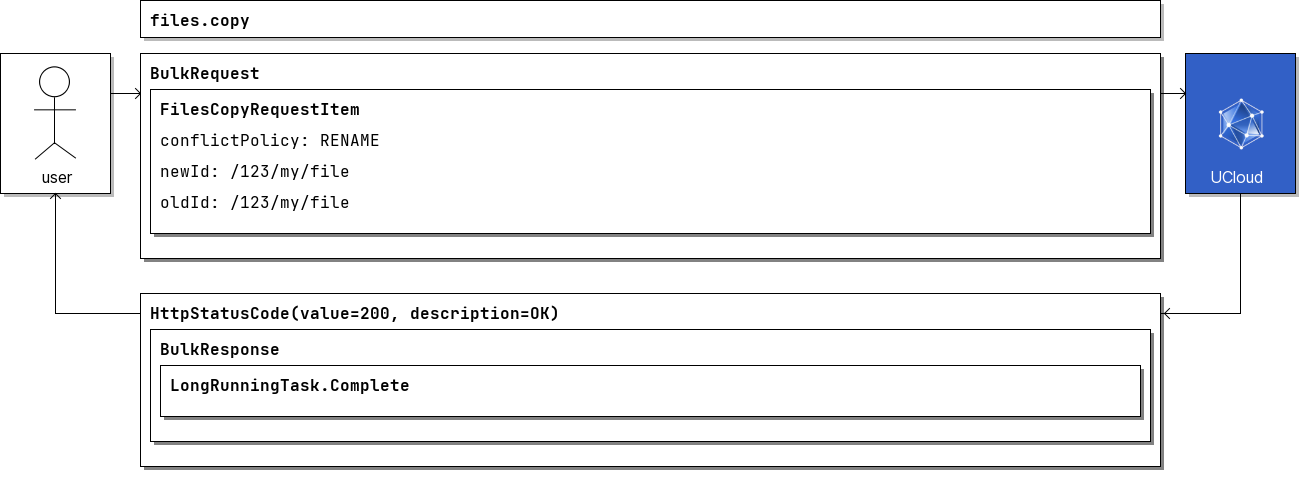 files.copy
BulkRequest
FilesCopyRequestItem
conflictPolicy: RENAME
newId: /123/my/file
oldId: /123/my/file
user
UCloud
HttpStatusCode(value=200, description=OK)
BulkResponse
LongRunningTask.Complete